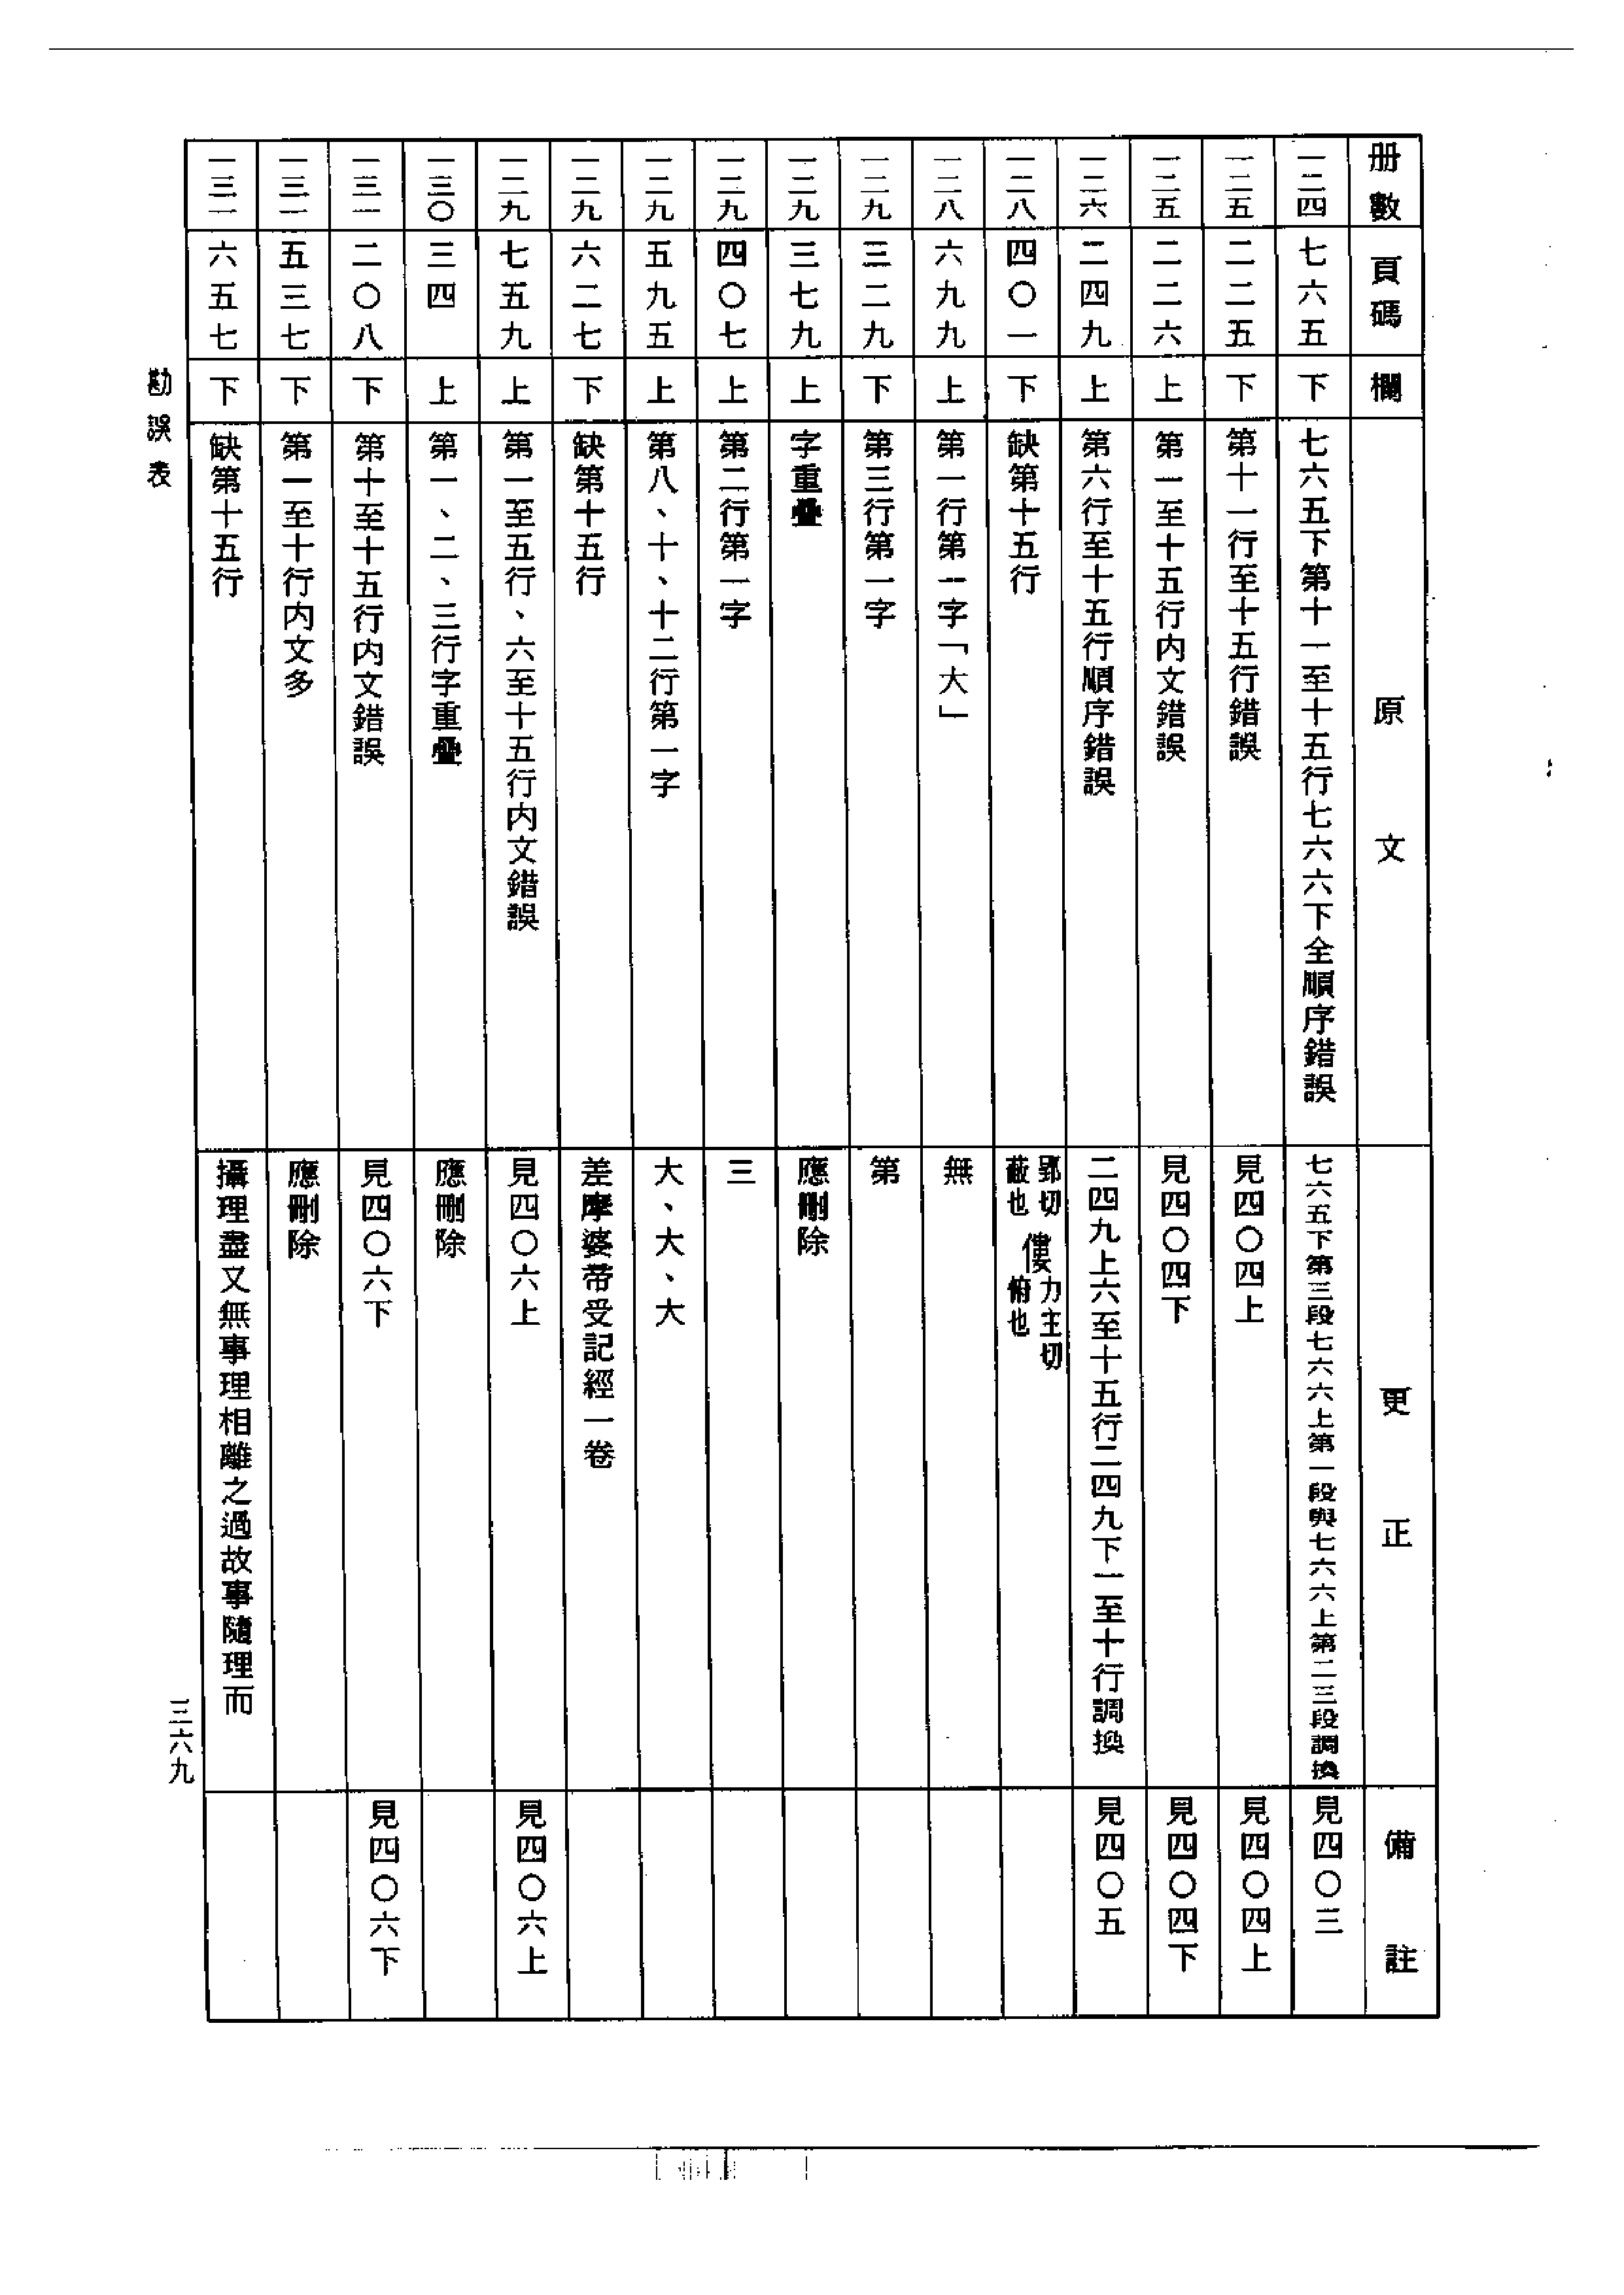 册數 頁碼 欄 原文 更正 備註
一二四 七六五 下 七六五下第十一至十五行七六六下全順序錯誤 七六五下第三段七六六上第一段與七六六上第二三段調換 見四〇三
一二五 二二五 下 第十一行至十五行錯誤 見四〇四上 見四〇四上
一二五 二二六 上 第一至十五行内文錯誤 見四〇四下 見四〇四下
一二六 二四九 上 第六行至十五行順序錯誤 二四九上六至十五行二四九下一至十行調換 見四〇五
一二八 四〇一 下 缺第十五行 郢切蔽也 僂 力主切俯也
一二八 六九九 上 第一行第一字「大」 無
一二九 三二九 下 第三行第一字 第
一二九 三七九 上 字重疊 應刪除
一二九 四〇七 上 第二行第一字 三
一二九 五九五 上 第八、十、十二行第一字 大、大、大
一二九 六二七 下 缺第十五行 差摩婆帝受記經一卷
一二九 七五九 上 第一至五行、六至十五行内文錯誤 見四〇六上 見四〇六上
一三〇 三四 上 第一、二、三行字重疊 應刪除
一三一 二〇八 下 第十至十五行内文錯誤 見四〇六下 見四〇六下
一三一 五三七 下 第一至十行内文多 應刪除
一三一 六五七 下 缺第十五行 攝理盡又無事理相離之過故事隨理而
勘誤表
三六九